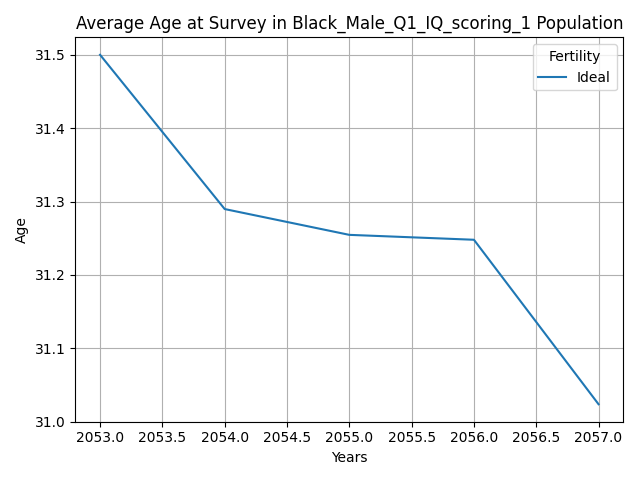 Average Age at Survey in Black_Male_Q1_IQ_scoring_1 Population
Fertility
Ideal
31.5
31.4
31.3
31.2
31.1
31.0
Age
2053.0 2053.5 2054.0 2054.5 2055.0 2055.5 2056.0 2056.5 2057.0
Years